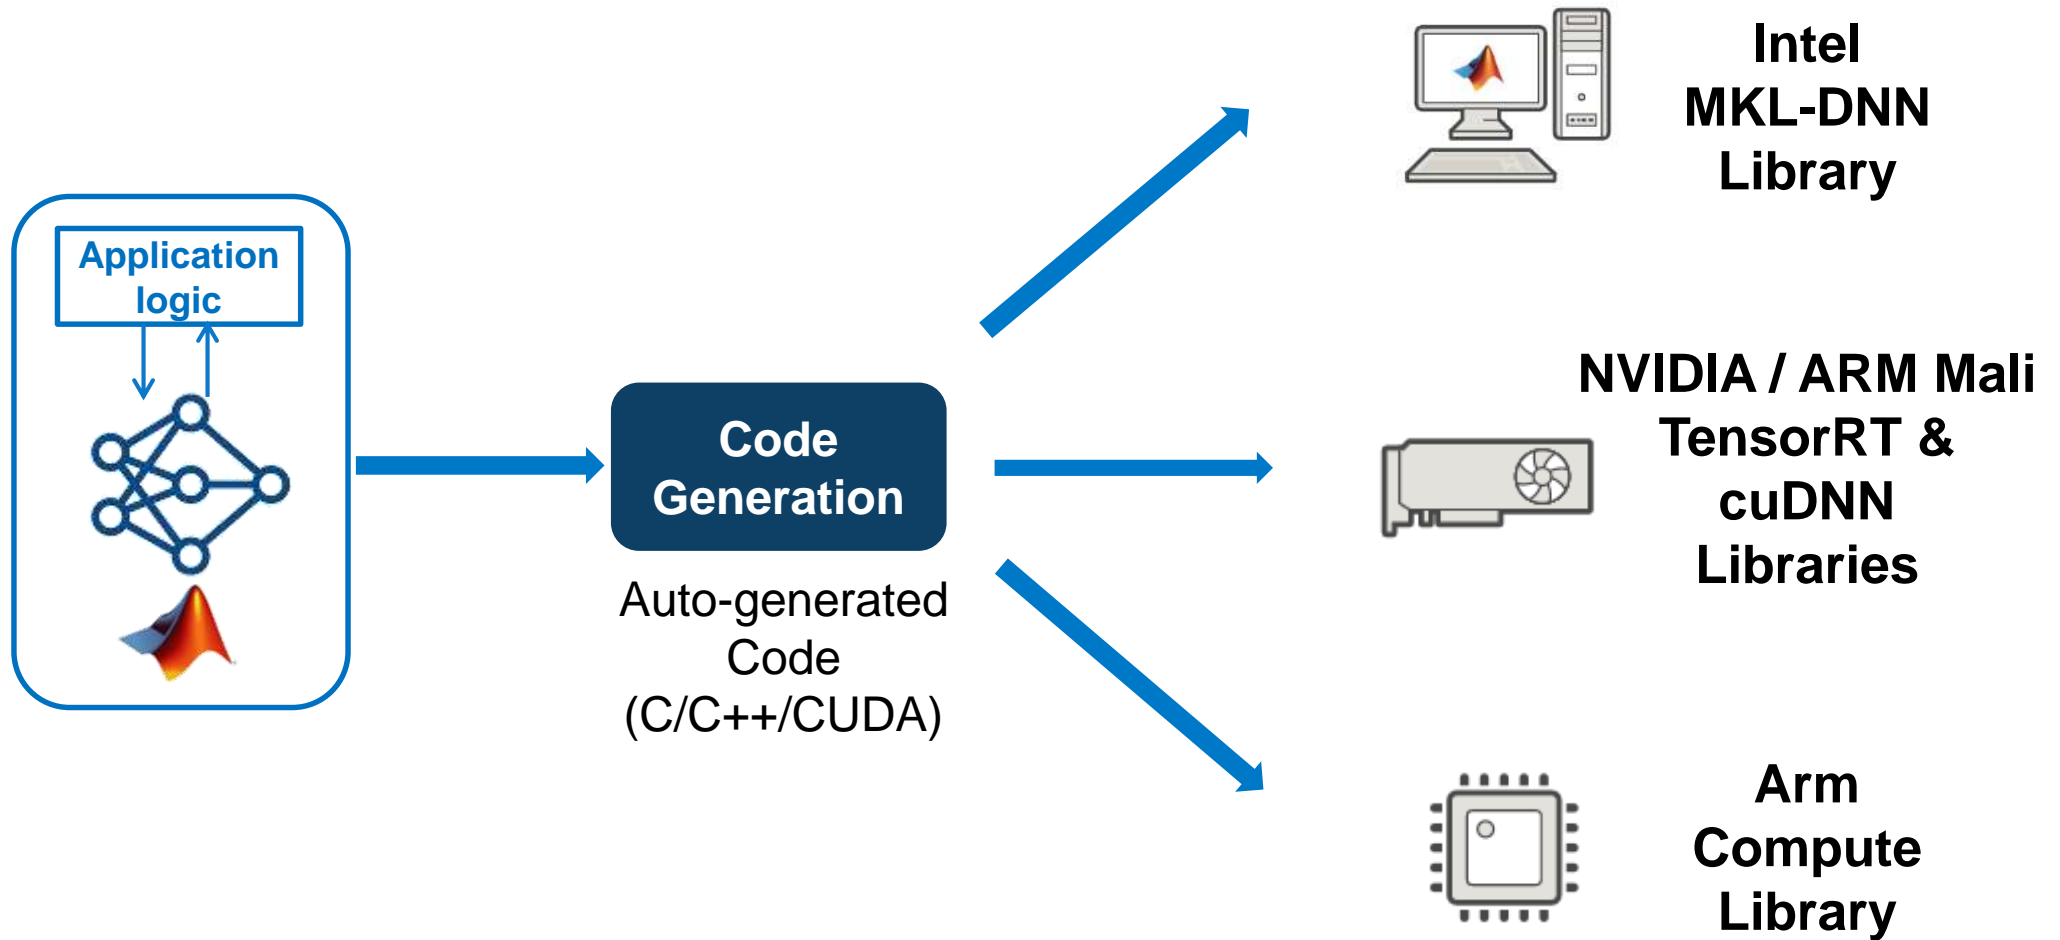 Application
logic
Code
Generation
Auto-generated
Code
(C/C++/CUDA)
Intel
MKL-DNN
Library
NVIDIA / ARM Mali
TensorRT &
cuDNN
Libraries
Arm
Compute
Library